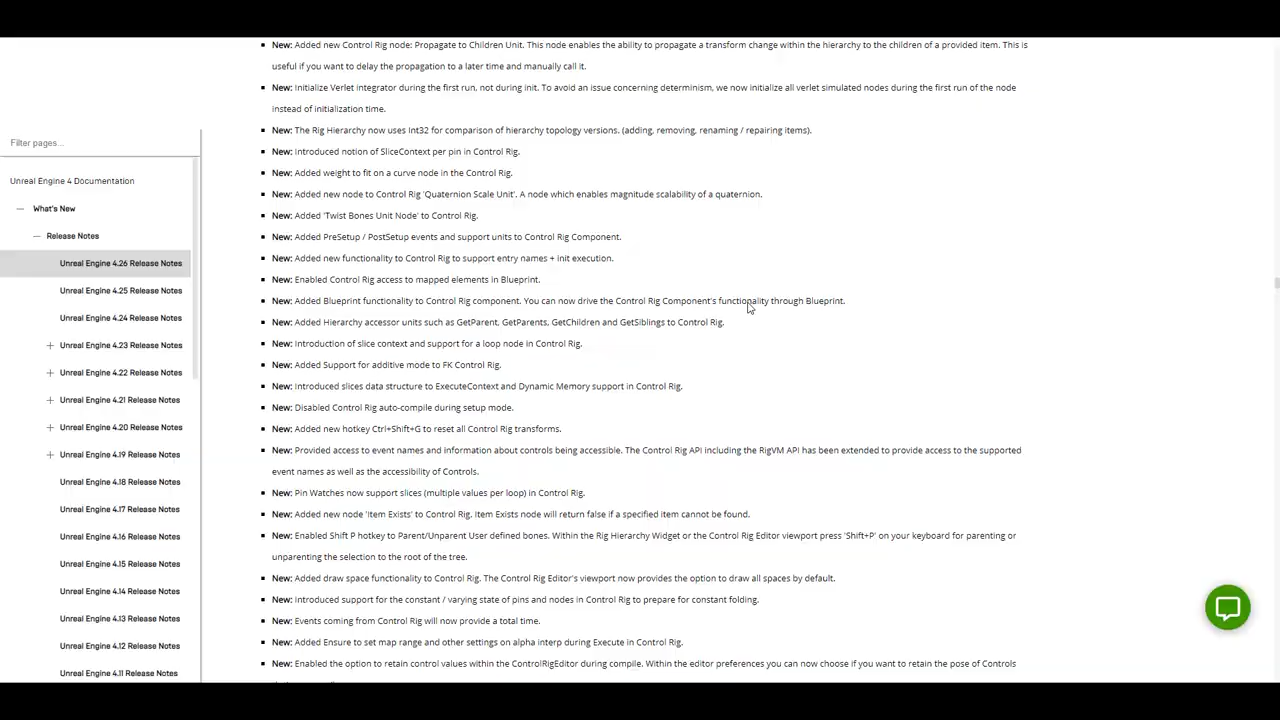 New: Added new Control Rig node: Propagate to Children Unit. This node enables the ability to propagate a transform change within the hierarchy to the children of a provided item. This is
useful if you want to delay the propagation to a later time and manually call it.
New: Initialize Verlet integrator during the first run, not during init. To avoid an issue concerning determinism, we now initialize all verlet simulated nodes during the first run of the node
instead of initialization time.
New: The Rig Hierarchy now uses Int32 for comparison of hierarchy topology versions. (adding, removing, renaming / repairing items).
New: Introduced notion of SliceContext per pin in Control Rig.
New: Added weight to fit on a curve node in the Control Rig.
New: Added new node to Control Rig 'Quaternion Scale Unit'. A node which enables magnitude scalability of a quaternion.
New: Added 'Twist Bones Unit Node' to Control Rig.
New: Added PreSetup / PostSetup events and support units to Control Rig Component.
New: Added new functionality to Control Rig to support entry names + init execution.
New: Enabled Control Rig access to mapped elements in Blueprint.
New: Added Blueprint functionality to Control Rig component. You can now drive the Control Rig Component's functionality through Blueprint.
New: Added Hierarchy accessor units such as GetParent, GetParents, GetChildren and GetSiblings to Control Rig.
New: Introduction of slice context and support for a loop node in Control Rig.
New: Added Support for additive mode to FK Control Rig.
New: Introduced slices data structure to ExecuteContext and Dynamic Memory support in Control Rig.
New: Disabled Control Rig auto-compile during setup mode.
New: Added new hotkey Ctrl+Shift+G to reset all Control Rig transforms.
New: Provided access to event names and information about controls being accessible. The Control Rig API including the RigVM API has been extended to provide access to the supported
event names as well as the accessibility of Controls.
New: Pin Watches now support slices (multiple values per loop) in Control Rig.
New: Added new node 'Item Exists' to Control Rig. Item Exists node will return false if a specified item cannot be found.
New: Enabled Shift P hotkey to Parent/Unparent User defined bones. Within the Rig Hierarchy Widget or the Control Rig Editor viewport press 'Shift+P' on your keyboard for parenting or
unparenting the selection to the root of the tree.
New: Added draw space functionality to Control Rig. The Control Rig Editor's viewport now provides the option to draw all spaces by default.
New: Introduced support for the constant / varying state of pins and nodes in Control Rig to prepare for constant folding.
New: Events coming from Control Rig will now provide a total time.
New: Added Ensure to set map range and other settings on alpha interp during Execute in Control Rig.
New: Enabled the option to retain control values within the ControlRigEditor during compile. Within the editor preferences you can now choose if you want to retain the pose of Controls
Filter pages...
Unreal Engine 4 Documentation
What's New
Release Notes
Unreal Engine 4.26 Release Notes
Unreal Engine 4.25 Release Notes
Unreal Engine 4.24 Release Notes
Unreal Engine 4.23 Release Notes
Unreal Engine 4.22 Release Notes
Unreal Engine 4.21 Release Notes
Unreal Engine 4.20 Release Notes
Unreal Engine 4.19 Release Notes
Unreal Engine 4.18 Release Notes
Unreal Engine 4.17 Release Notes
Unreal Engine 4.16 Release Notes
Unreal Engine 4.15 Release Notes
Unreal Engine 4.14 Release Notes
Unreal Engine 4.13 Release Notes
Unreal Engine 4.12 Release Notes
Unreal Engine 4.11 Release Notes